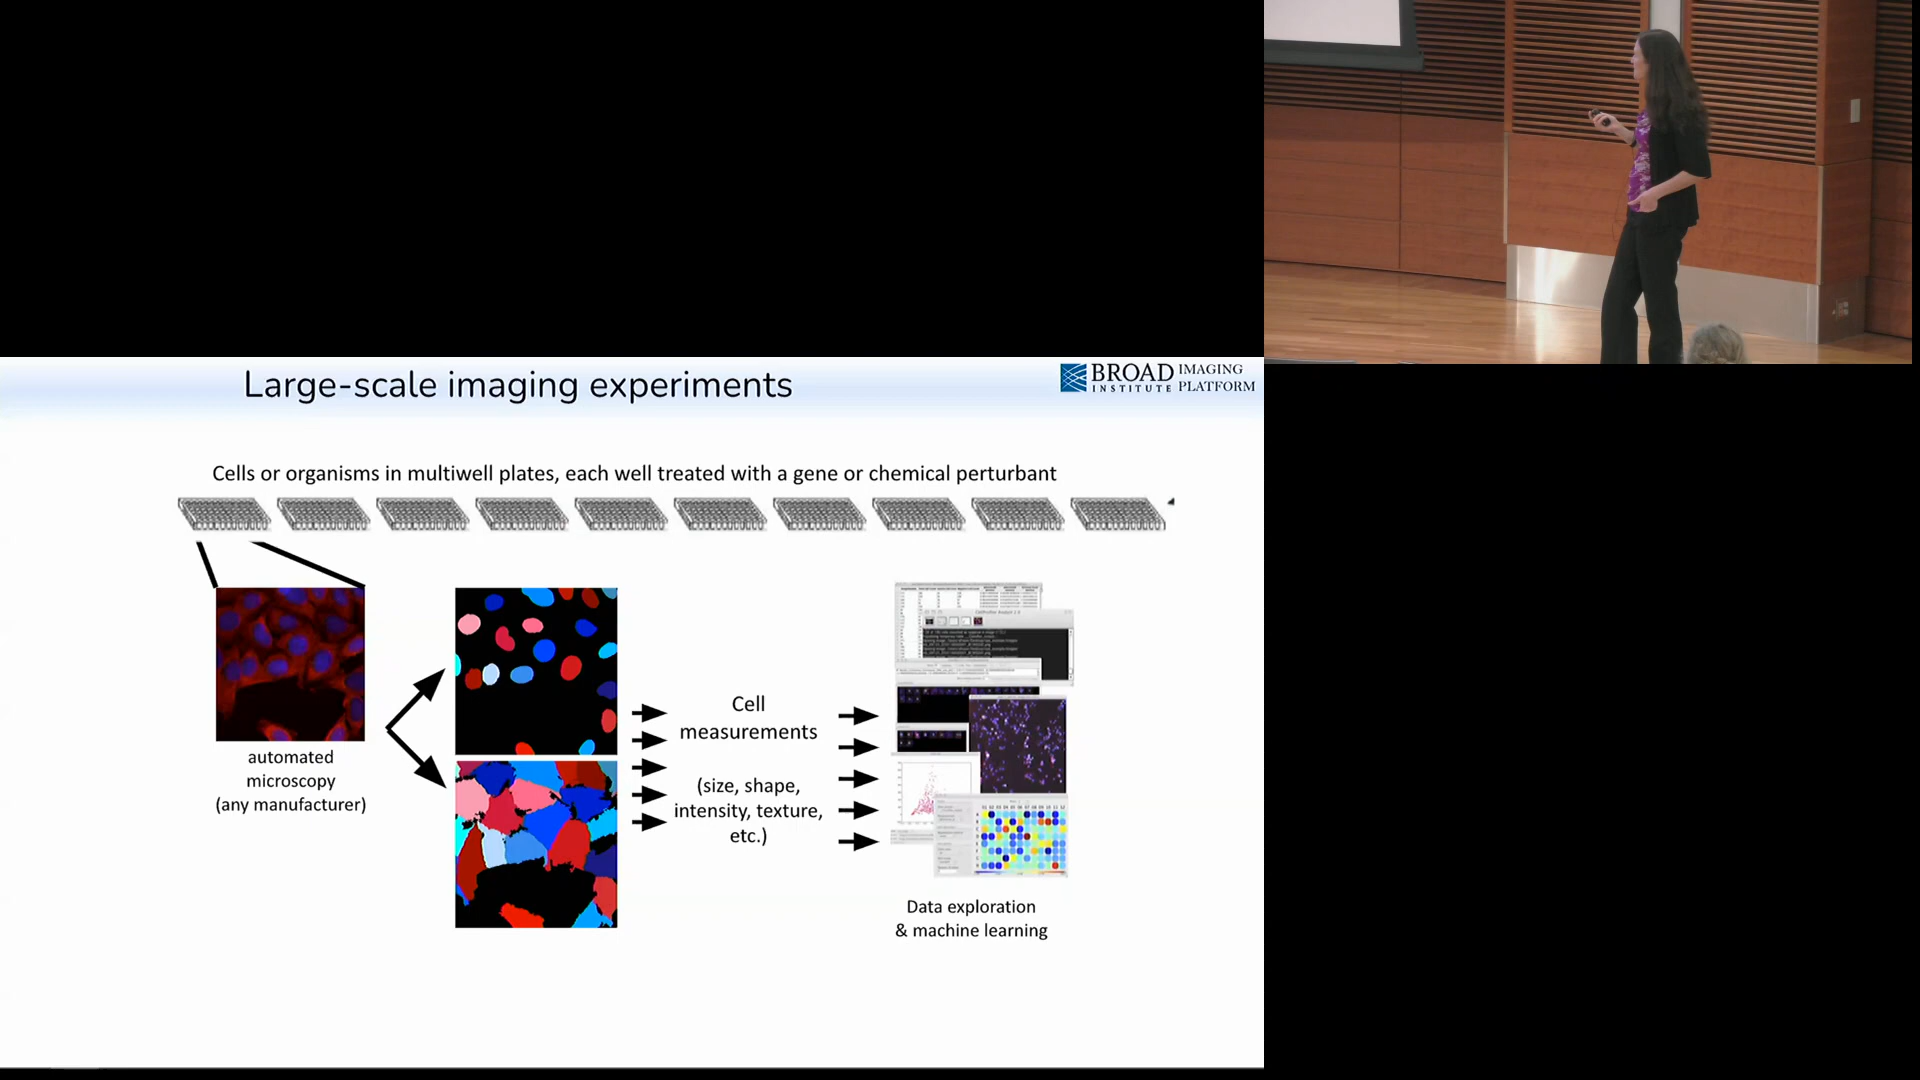 Large-scale imaging experiments
BROAD
INSTITUTE
IMAGING
PLATFORM
Cells or organisms in multiwell plates, each well treated with a gene or chemical perturbant
automated
microscopy
(any manufacturer)
Cell
measurements
(size, shape,
intensity, texture,
etc.)
Data exploration
& machine learning